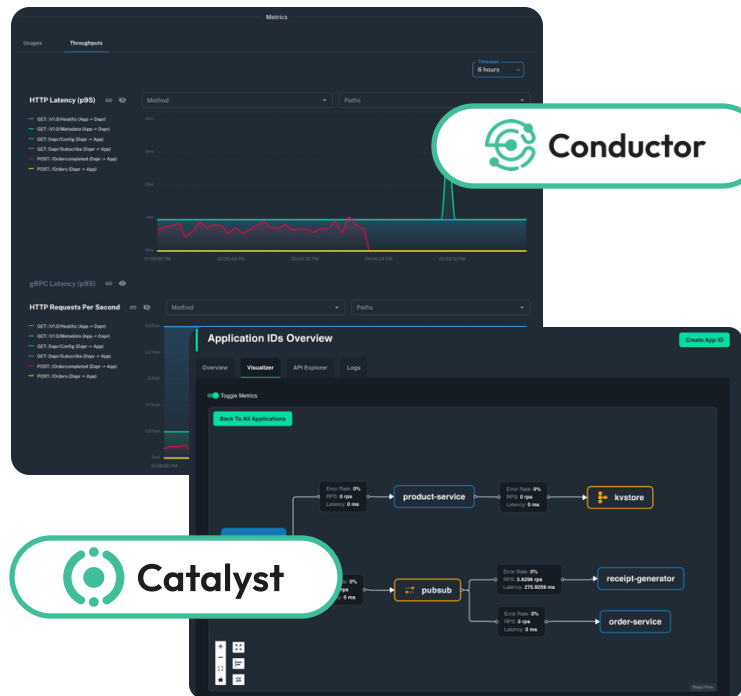 Metrics
Usages
Throughputs
Timespan
6 hours
HTTP Latency (p95)
Method
Paths
GET: /V1.0/Healthz (App -> Dapr)
GET: /V1.0/Metadata (App -> Dapr)
GET: Dapr/Config (Dapr -> App)
GET: Dapr/Subscribe (Dapr -> App)
POST: /Ordercompleted (Dapr -> App)
POST: /Orders (Dapr -> App)
Conductor
gRPC Latency (p95)
HTTP Requests Per Second
Method
Paths
GET: /V1.0/Healthz (App -> Dapr)
GET: /V1.0/Metadata (App -> Dapr)
GET: Dapr/Config (Dapr -> App)
GET: Dapr/Subscribe (Dapr -> App)
POST: /Ordercompleted (Dapr -> App)
POST: /Orders (Dapr -> App)
Application IDs Overview
Create App ID
Overview
Visualizer
API Explorer
Logs
Toggle Metrics
Back To All Applications
Error Rate: 0%
RPS: 0 rps
Latency: 0 ms
product-service
Error Rate: 0%
RPS: 0 rps
Latency: 0 ms
kvstore
Catalyst
pubsub
Error Rate: 0%
RPS: 5.8296 rps
Latency: 275.9259 ms
receipt-generator
Error Rate: 0%
RPS: 0 rps
Latency: 0 ms
order-service
React Flow